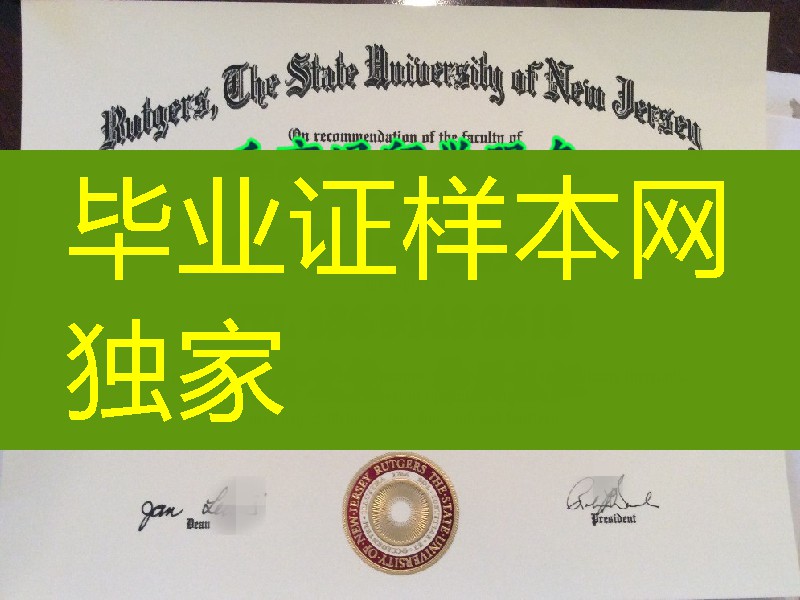 Rutgers, The State University of New Jersey
On recommendation of the faculty of
毕业证样本网
独家
Jan
Dean
RUTGERS THE STATE UNIVERSITY OF NEW JERSEY
President